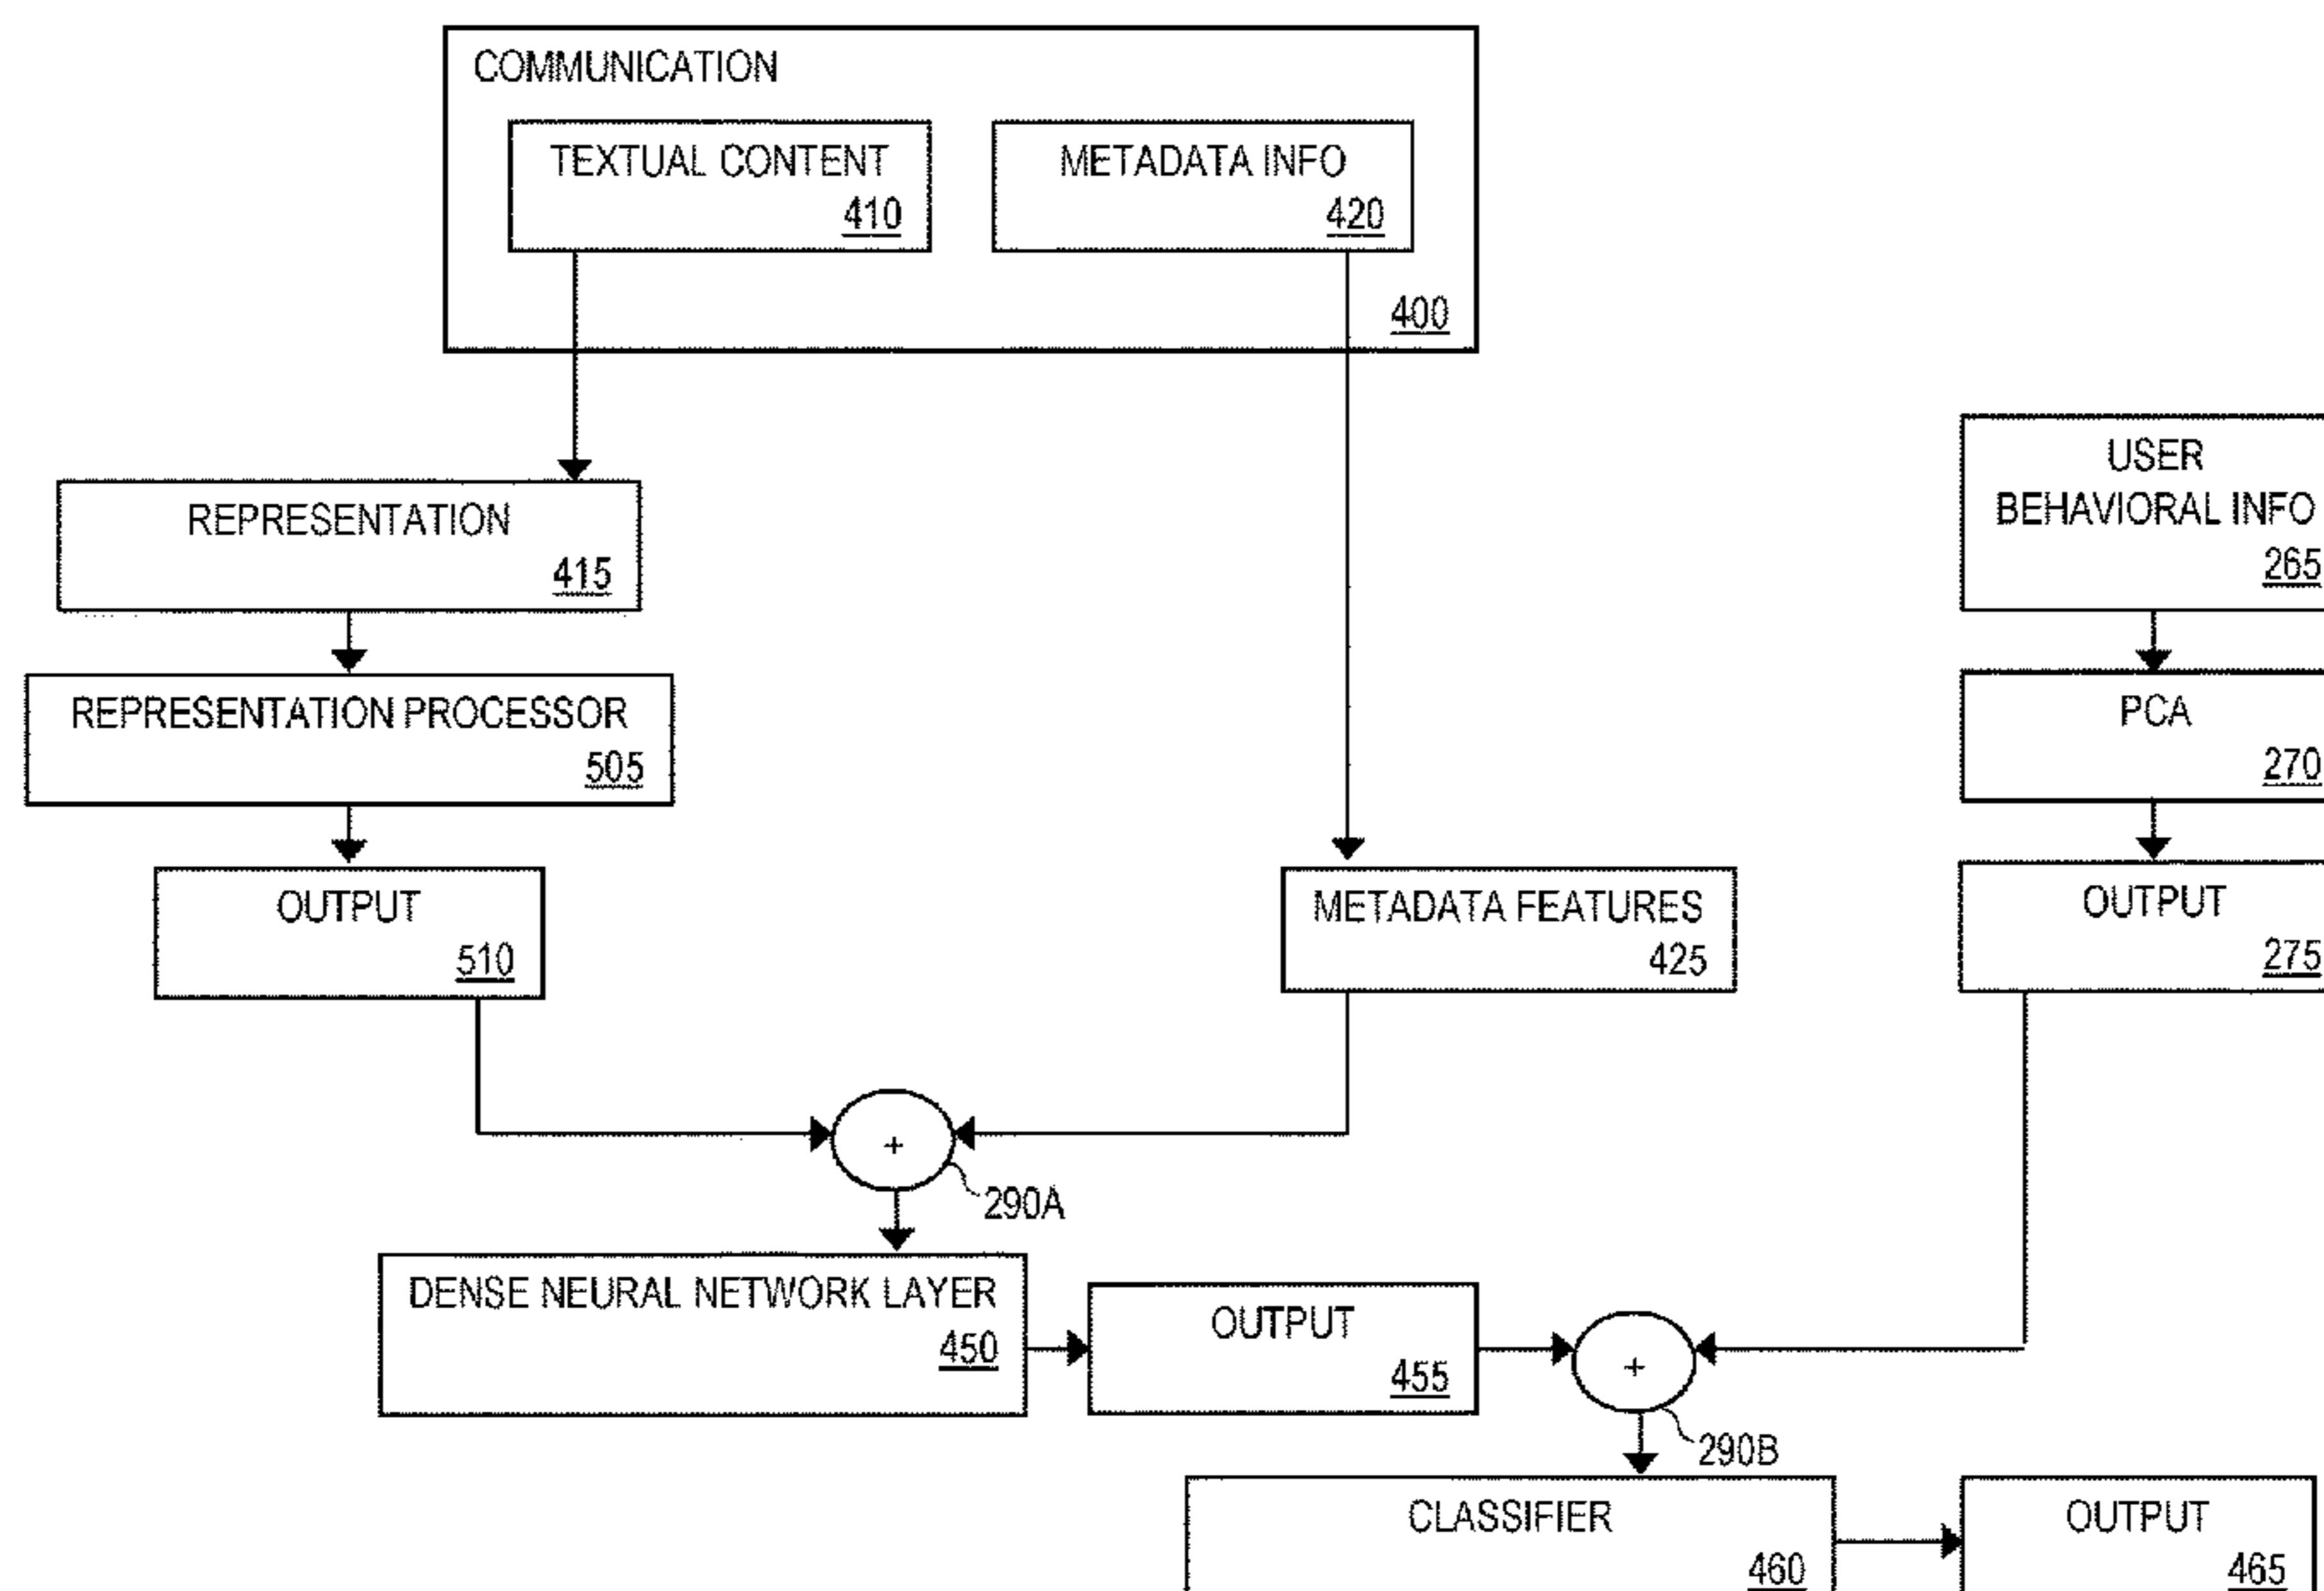 COMMUNICATION
TEXTUAL CONTENT
410
METADATA INFO
420
400
REPRESENTATION
415
USER
BEHAVIORAL INFO
265
REPRESENTATION PROCESSOR
505
PCA
270
OUTPUT
510
METADATA FEATURES
425
OUTPUT
275
+
290A
DENSE NEURAL NETWORK LAYER
450
OUTPUT
455
+
290B
CLASSIFIER
460
OUTPUT
465